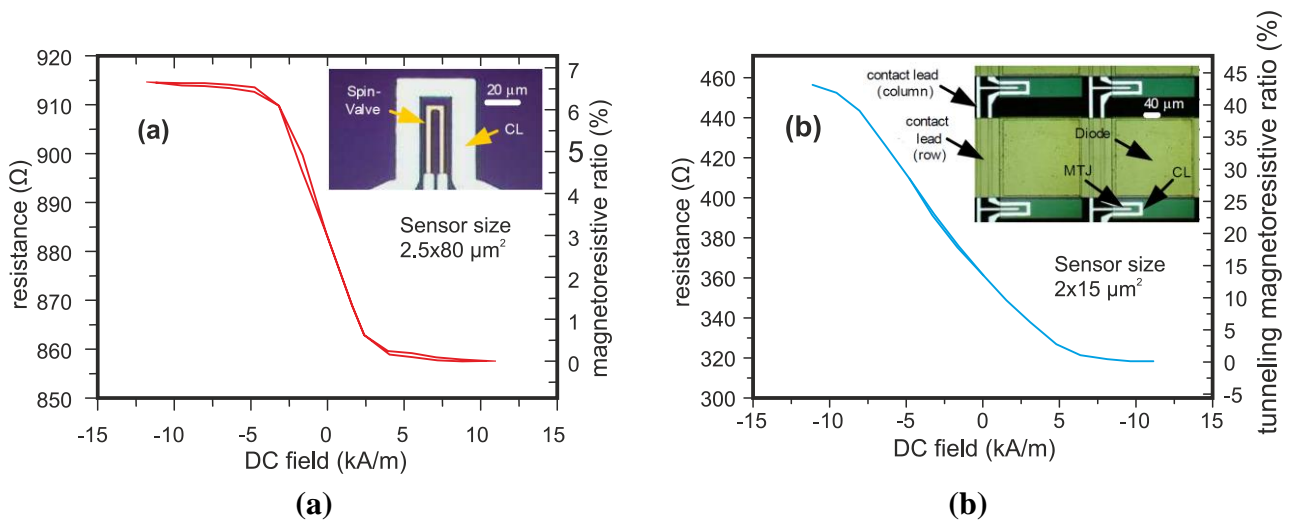 920
910
900
890
880
870
860
850
resistance (Ω)
-15
-10
-5
0
5
10
15
DC field (kA/m)
7
6
5
4
3
2
1
0
magnetoresistive ratio (%)
(a)
Spin-
Valve
20 µm
CL
Sensor size
2.5x80 µm²
(a)
460
440
420
400
380
360
340
320
300
resistance (Ω)
-15
-10
-5
0
5
-10
15
DC field (kA/m)
45
40
35
30
25
20
15
10
5
0
-5
tunneling magnetoresistive ratio (%)
(b)
contact lead
(column)
contact
lead
(row)
40 µm
Diode
MTJ
CL
Sensor size
2x15 µm²
(b)